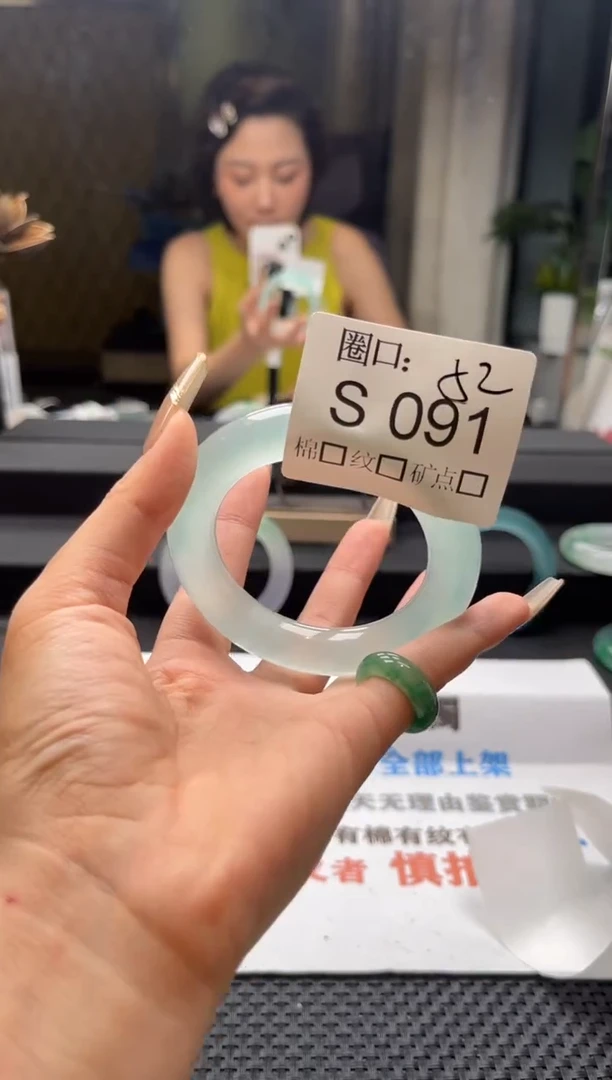 圈口: 52
S 091
棉□纹□矿点□
全部上架
天无理由鉴赏期
有棉有纹有
者 慎拍